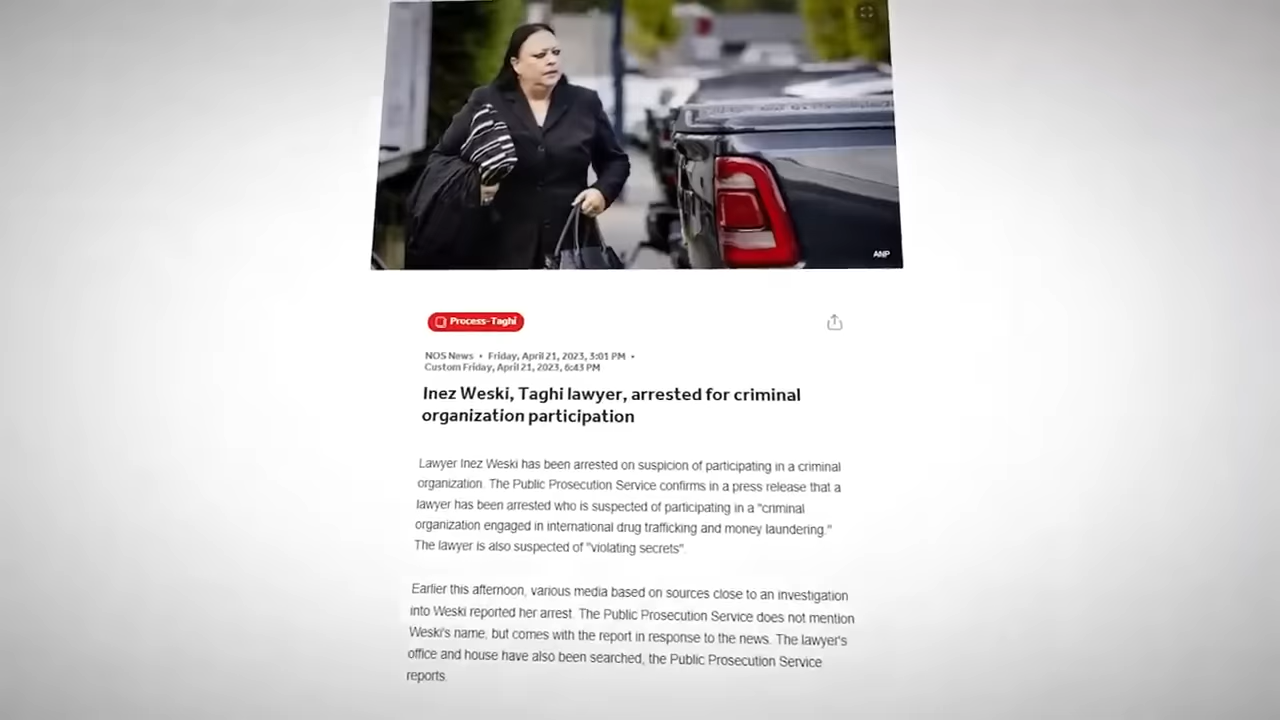 ANP
Process-Taghi
NOS News • Friday, April 21, 2023, 3:01 PM •
Custom Friday, April 21, 2023, 6:43 PM
Inez Weski, Taghi lawyer, arrested for criminal
organization participation
Lawyer Inez Weski has been arrested on suspicion of participating in a criminal
organization. The Public Prosecution Service confirms in a press release that a
lawyer has been arrested who is suspected of participating in a "criminal
organization engaged in international drug trafficking and money laundering."
The lawyer is also suspected of "violating secrets".
Earlier this afternoon, various media based on sources close to an investigation
into Weski reported her arrest. The Public Prosecution Service does not mention
Weski's name, but comes with the report in response to the news. The lawyer's
office and house have also been searched, the Public Prosecution Service
reports.